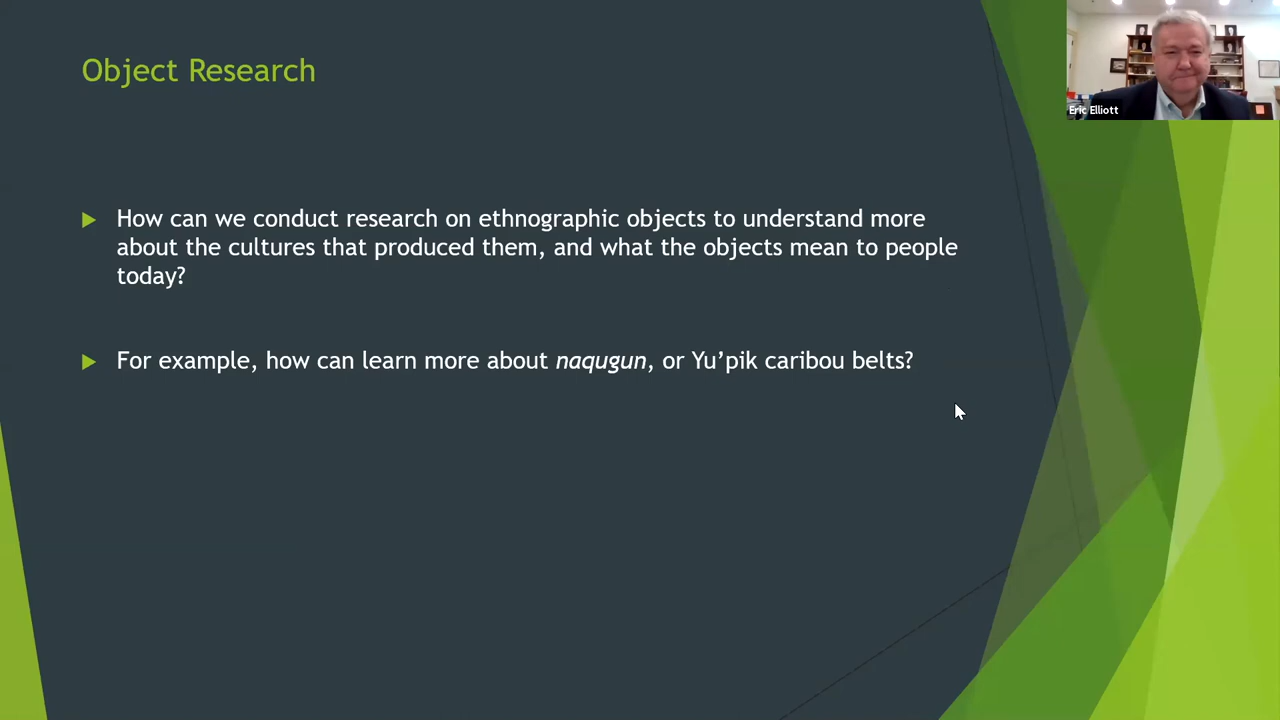 Object Research
Eric Elliott
How can we conduct research on ethnographic objects to understand more
about the cultures that produced them, and what the objects mean to people
today?
For example, how can learn more about naqugun, or Yu’pik caribou belts?